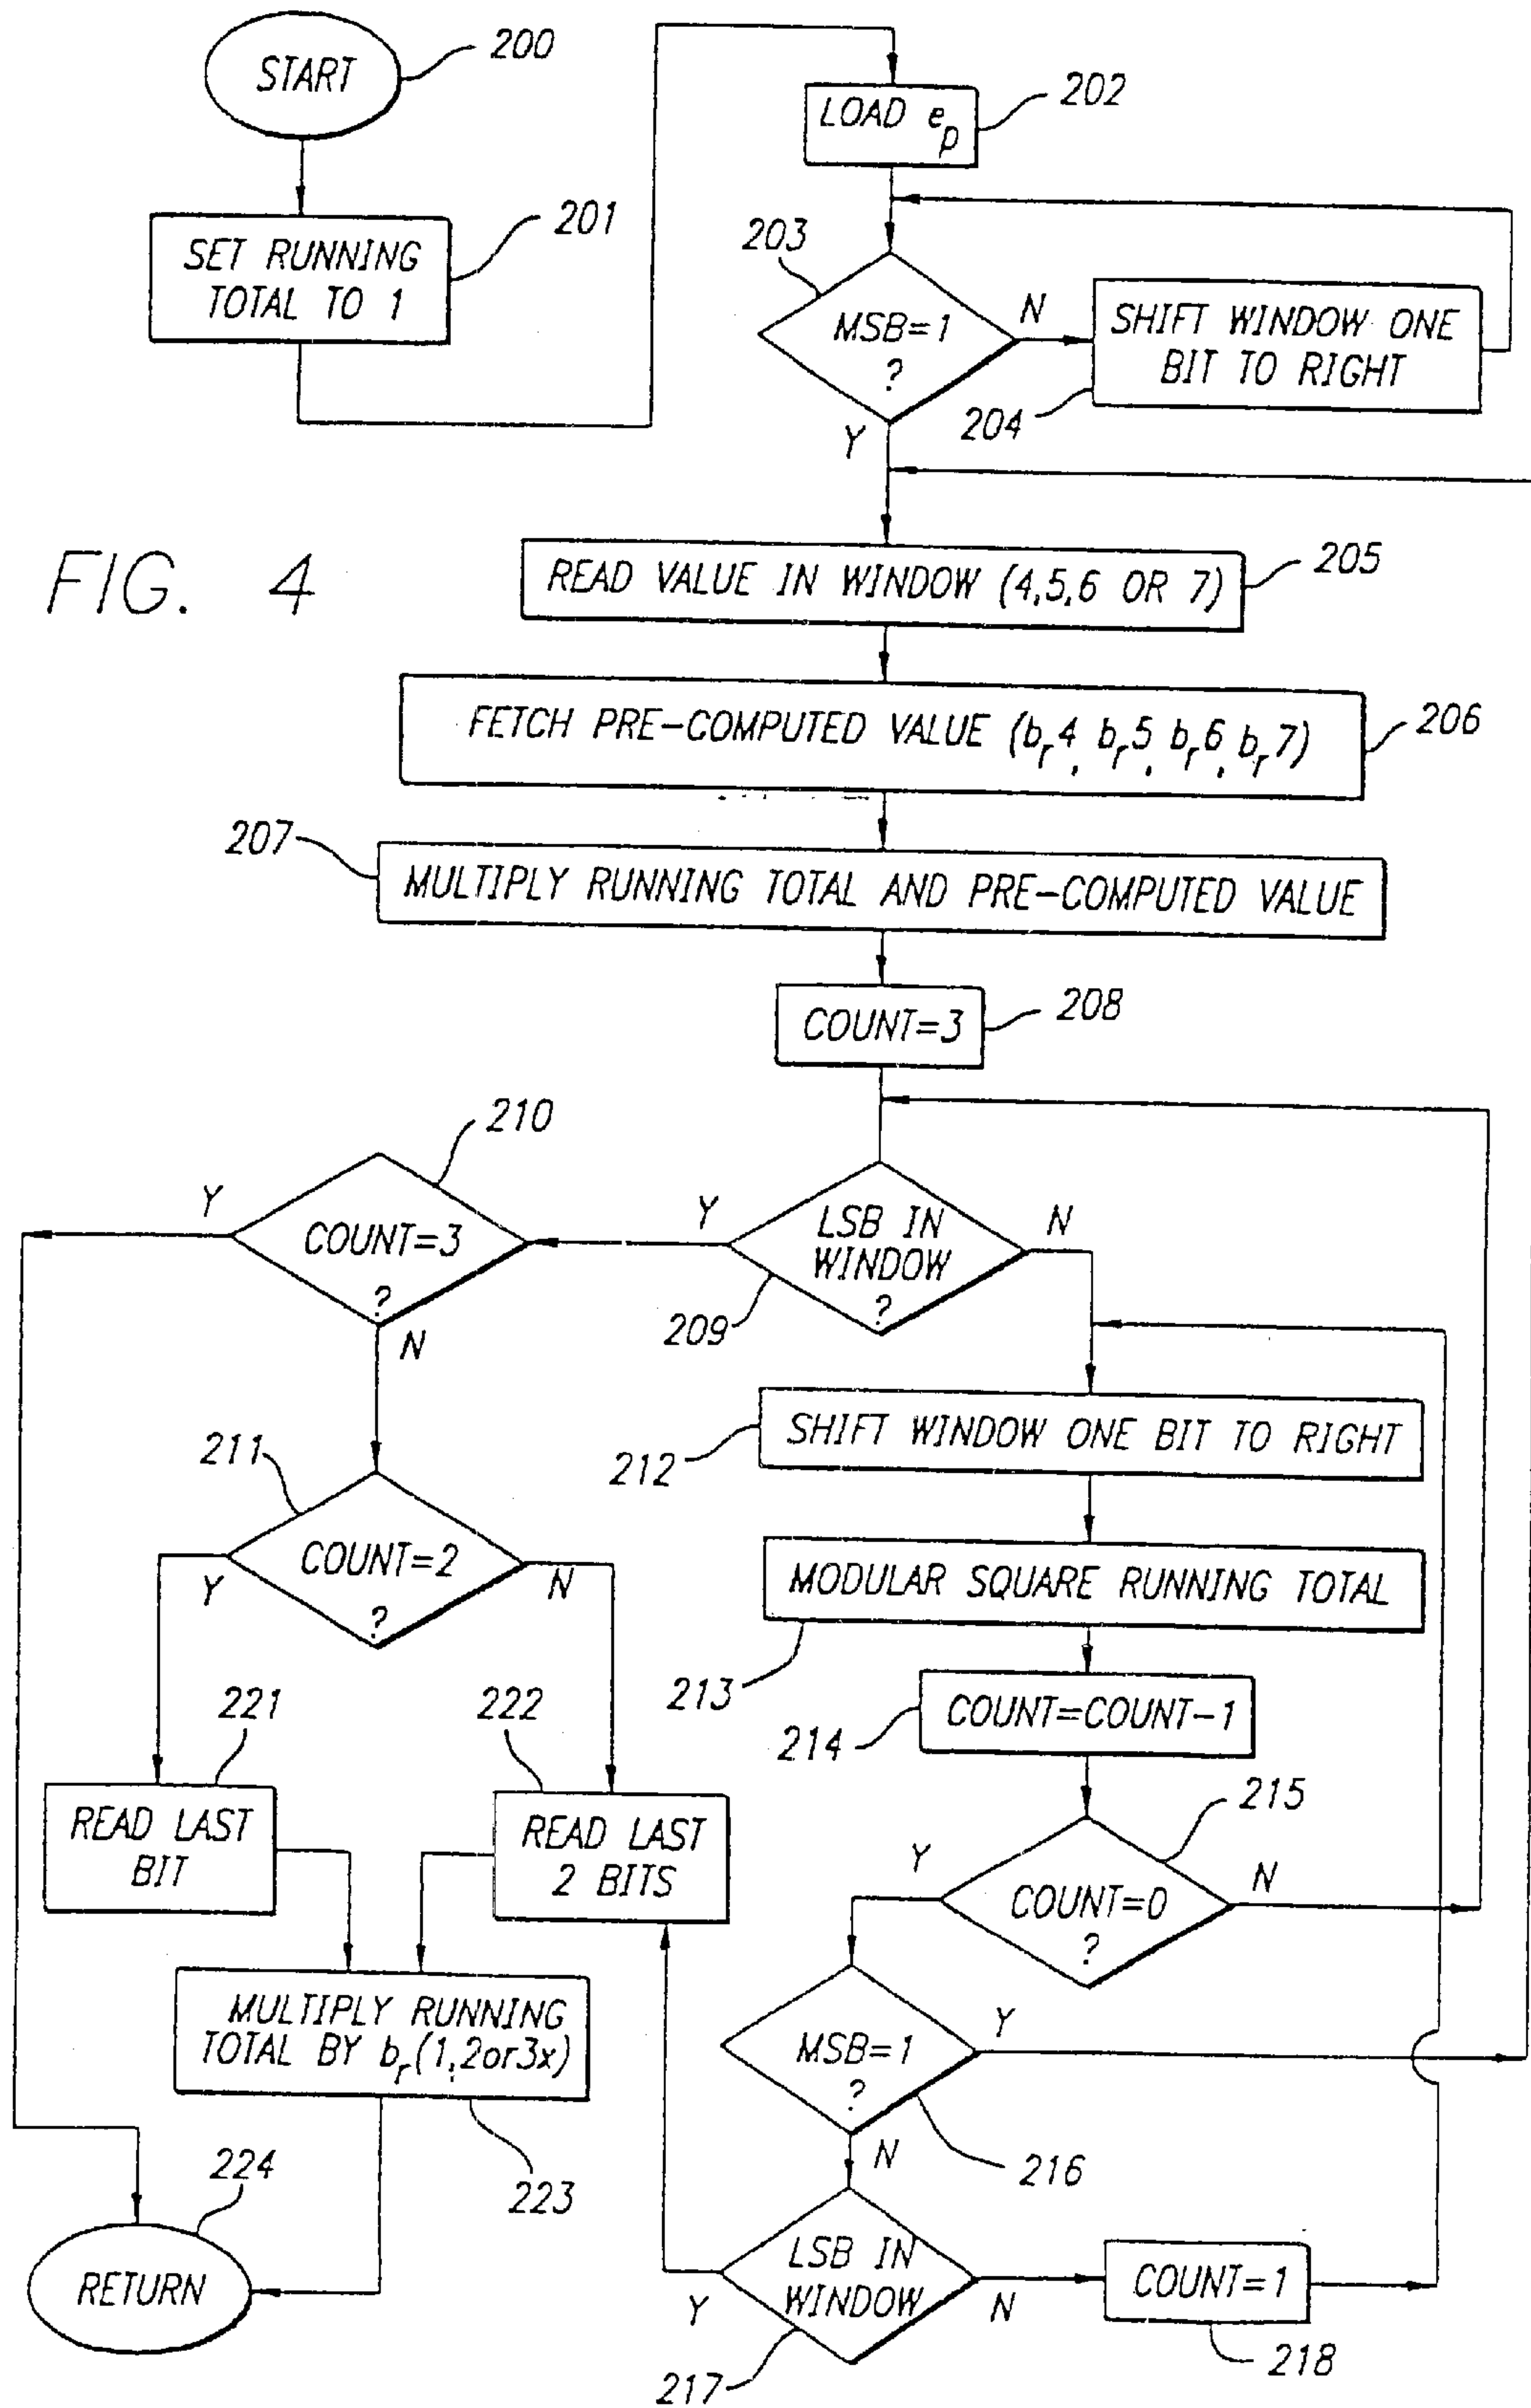 START
200
SET RUNNING
TOTAL TO 1
201
LOAD e_p
202
203
MSB=1
?
N
Y
SHIFT WINDOW ONE
BIT TO RIGHT
204
FIG. 4
READ VALUE IN WINDOW (4,5,6 OR 7)
205
FETCH PRE-COMPUTED VALUE (b_r4, b_r5, b_r6, b_r7)
206
207
MULTIPLY RUNNING TOTAL AND PRE-COMPUTED VALUE
COUNT=3
208
210
Y
COUNT=3
?
N
Y
LSB IN
WINDOW
?
N
209
SHIFT WINDOW ONE BIT TO RIGHT
212
211
COUNT=2
?
Y
N
MODULAR SQUARE RUNNING TOTAL
213
COUNT=COUNT-1
214
221
READ LAST
BIT
222
READ LAST
2 BITS
215
Y
COUNT=0
?
N
MULTIPLY RUNNING
TOTAL BY b_r(1,2or3x)
223
MSB=1
?
Y
N
216
224
RETURN
LSB IN
WINDOW
Y
N
217
COUNT=1
218